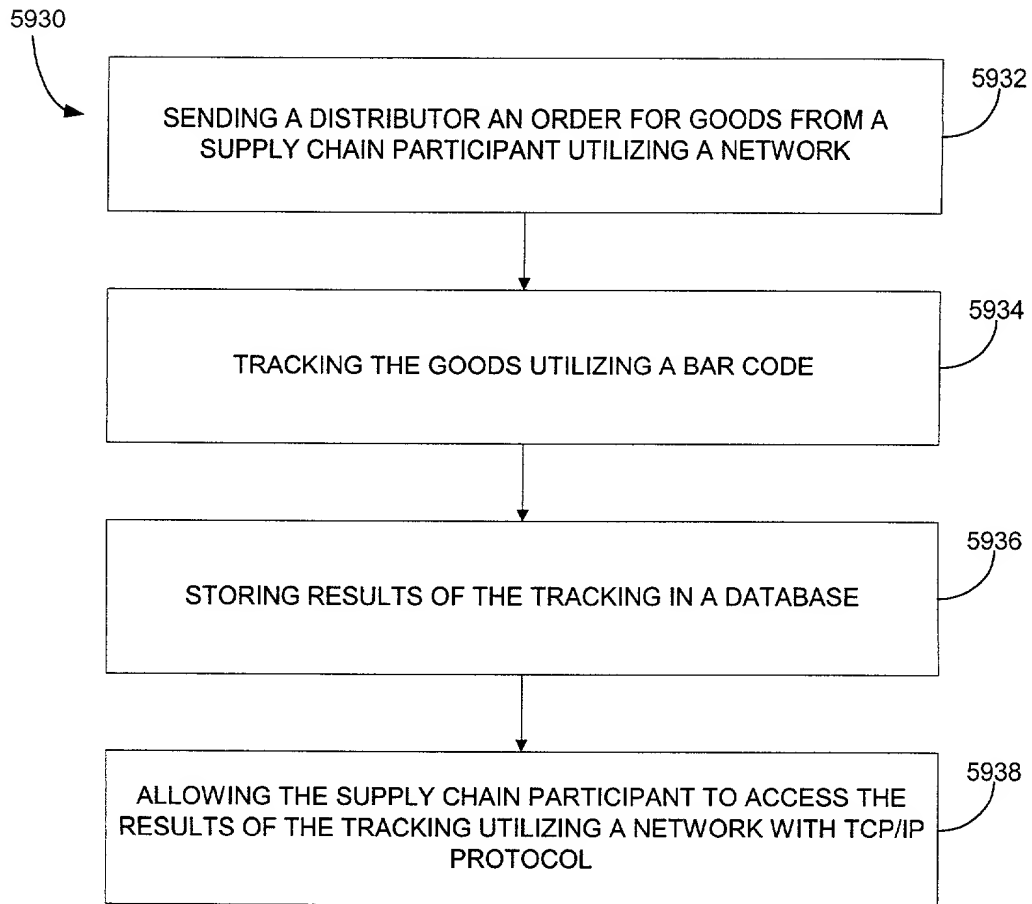 5930
5932
SENDING A DISTRIBUTOR AN ORDER FOR GOODS FROM A
SUPPLY CHAIN PARTICIPANT UTILIZING A NETWORK
5934
TRACKING THE GOODS UTILIZING A BAR CODE
5936
STORING RESULTS OF THE TRACKING IN A DATABASE
5938
ALLOWING THE SUPPLY CHAIN PARTICIPANT TO ACCESS THE
RESULTS OF THE TRACKING UTILIZING A NETWORK WITH TCP/IP
PROTOCOL